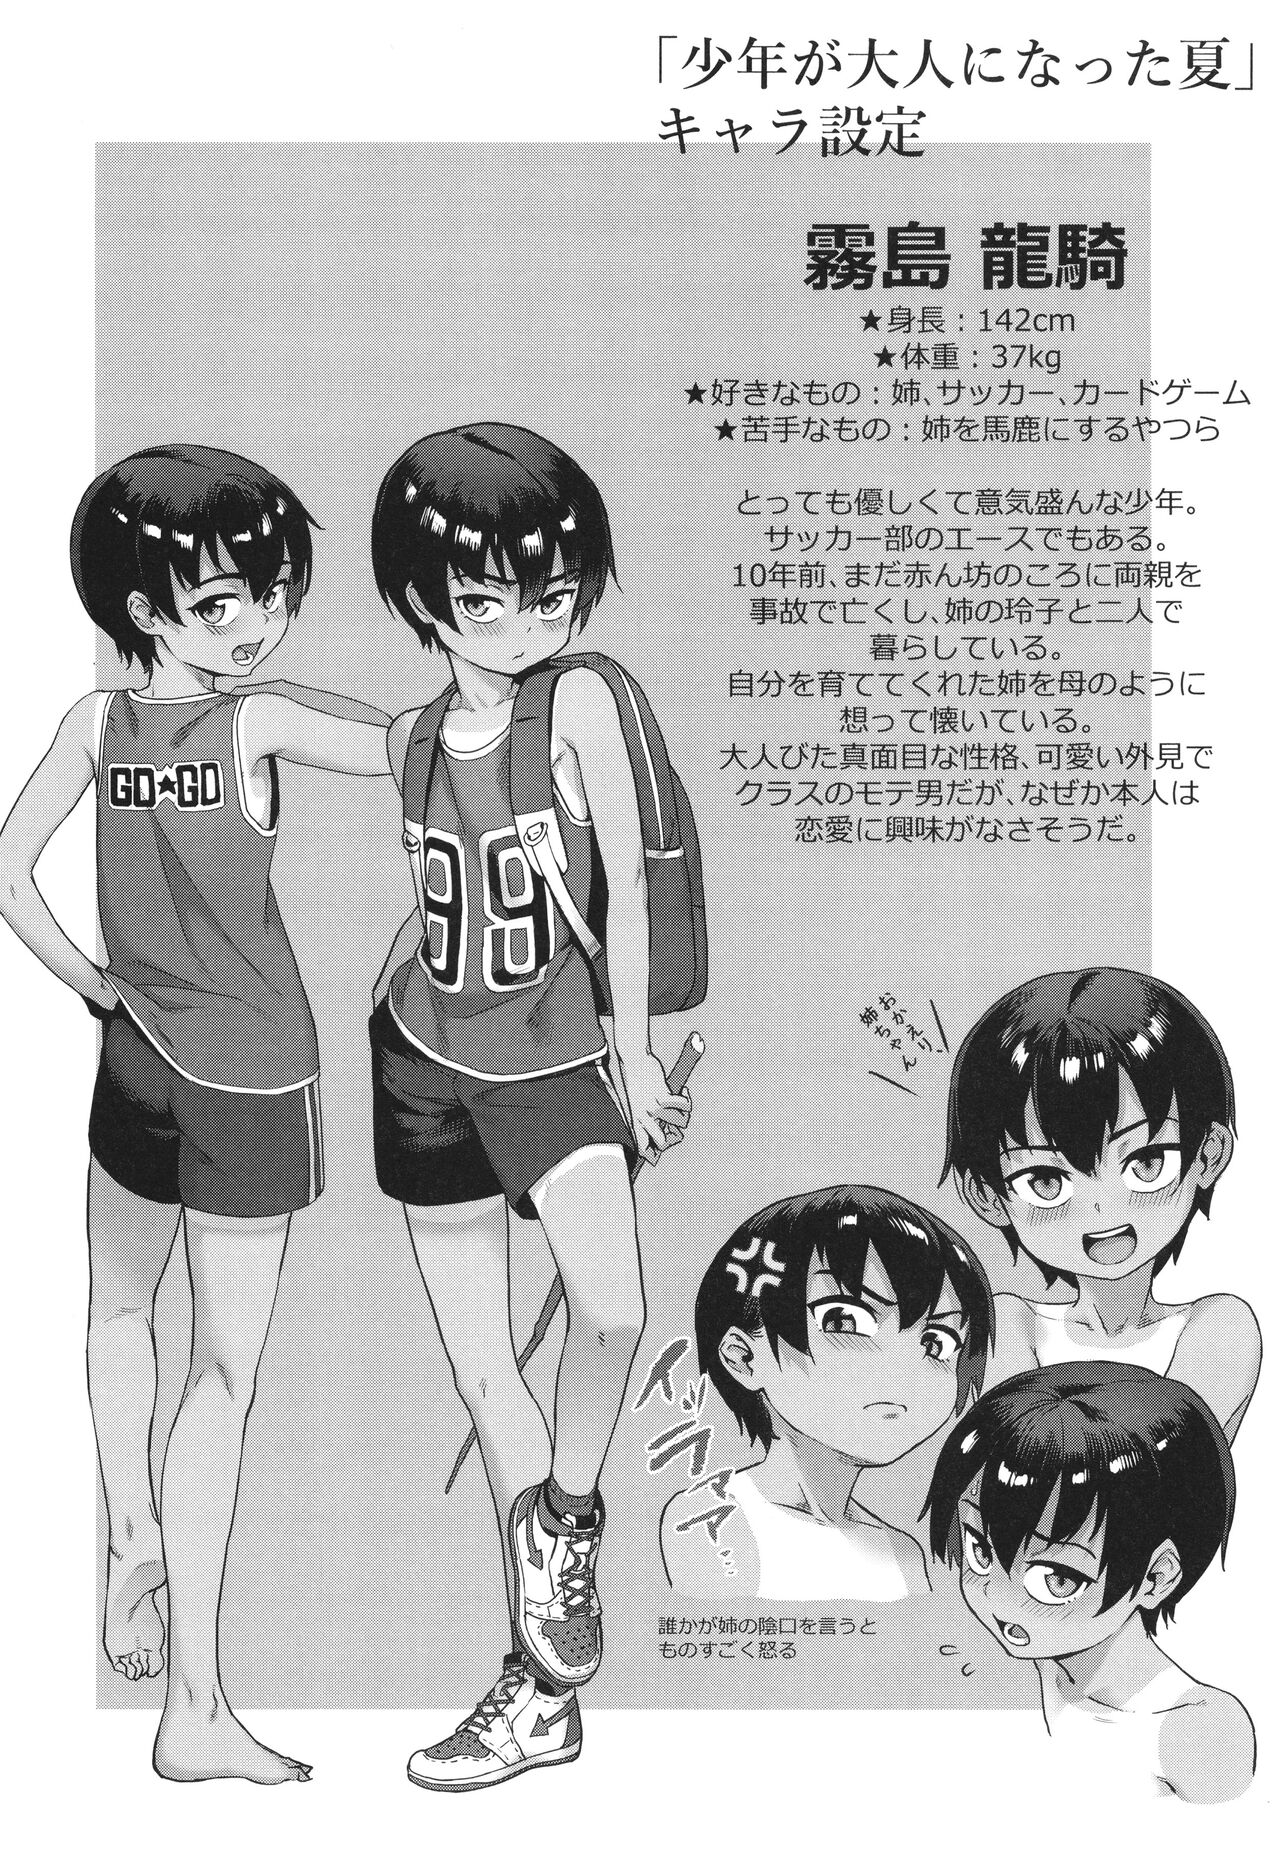 「少年が大人になった夏」
キャラ設定
霧島 龍騎
★身長：142cm
★体重：37kg
★好きなもの：姉、サッカー、カードゲーム
★苦手なもの：姉を馬鹿にするやつら
とっても優しくて意気盛んな少年。
サッカー部のエースでもある。
10年前、まだ赤ん坊のころに両親を
事故で亡くし、姉の玲子と二人で
暮らしている。
自分を育ててくれた姉を母のように
想って懐いている。
大人びた真面目な性格、可愛い外見で
クラスのモテ男だが、なぜか本人は
恋愛に興味がなさそうだ。
GO★GO
99
おかえり、
姉ちゃん
イッラァァァ…
誰かが姉の陰口を言うと
ものすごく怒る